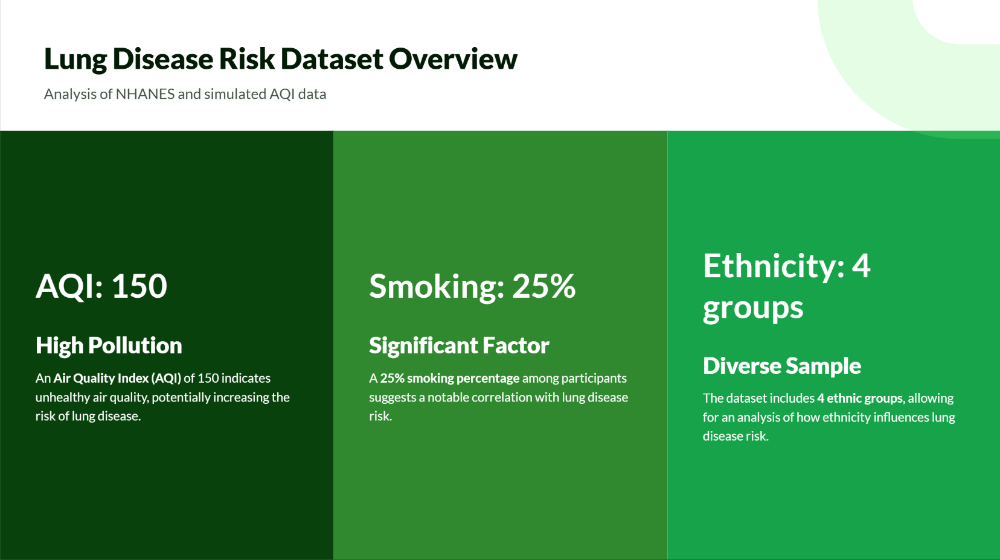 Lung Disease Risk Dataset Overview
Analysis of NHANES and simulated AQI data
AQI: 150
High Pollution
An Air Quality Index (AQI) of 150 indicates
unhealthy air quality, potentially increasing the
risk of lung disease.
Smoking: 25%
Significant Factor
A 25% smoking percentage among participants
suggests a notable correlation with lung disease
risk.
Ethnicity: 4
groups
Diverse Sample
The dataset includes 4 ethnic groups, allowing
for an analysis of how ethnicity influences lung
disease risk.